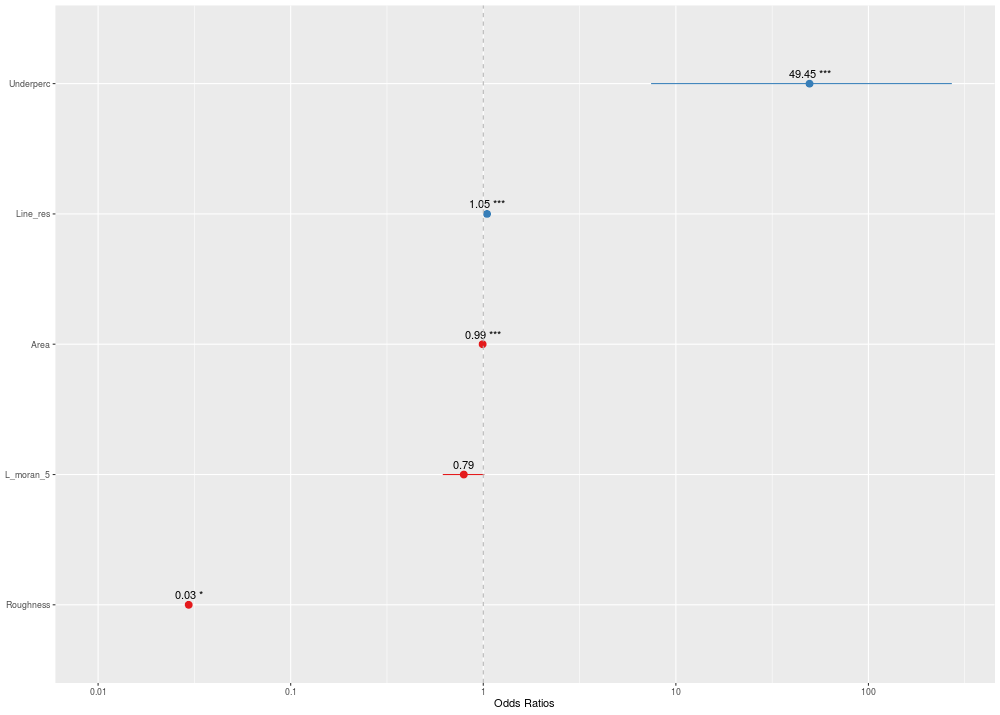 Underperc
49.45 ***
Line_res
1.05 ***
Area
0.99 ***
L_moran_5
0.79
Roughness
0.03 *
0.01 0.1 1 10 100
Odds Ratios